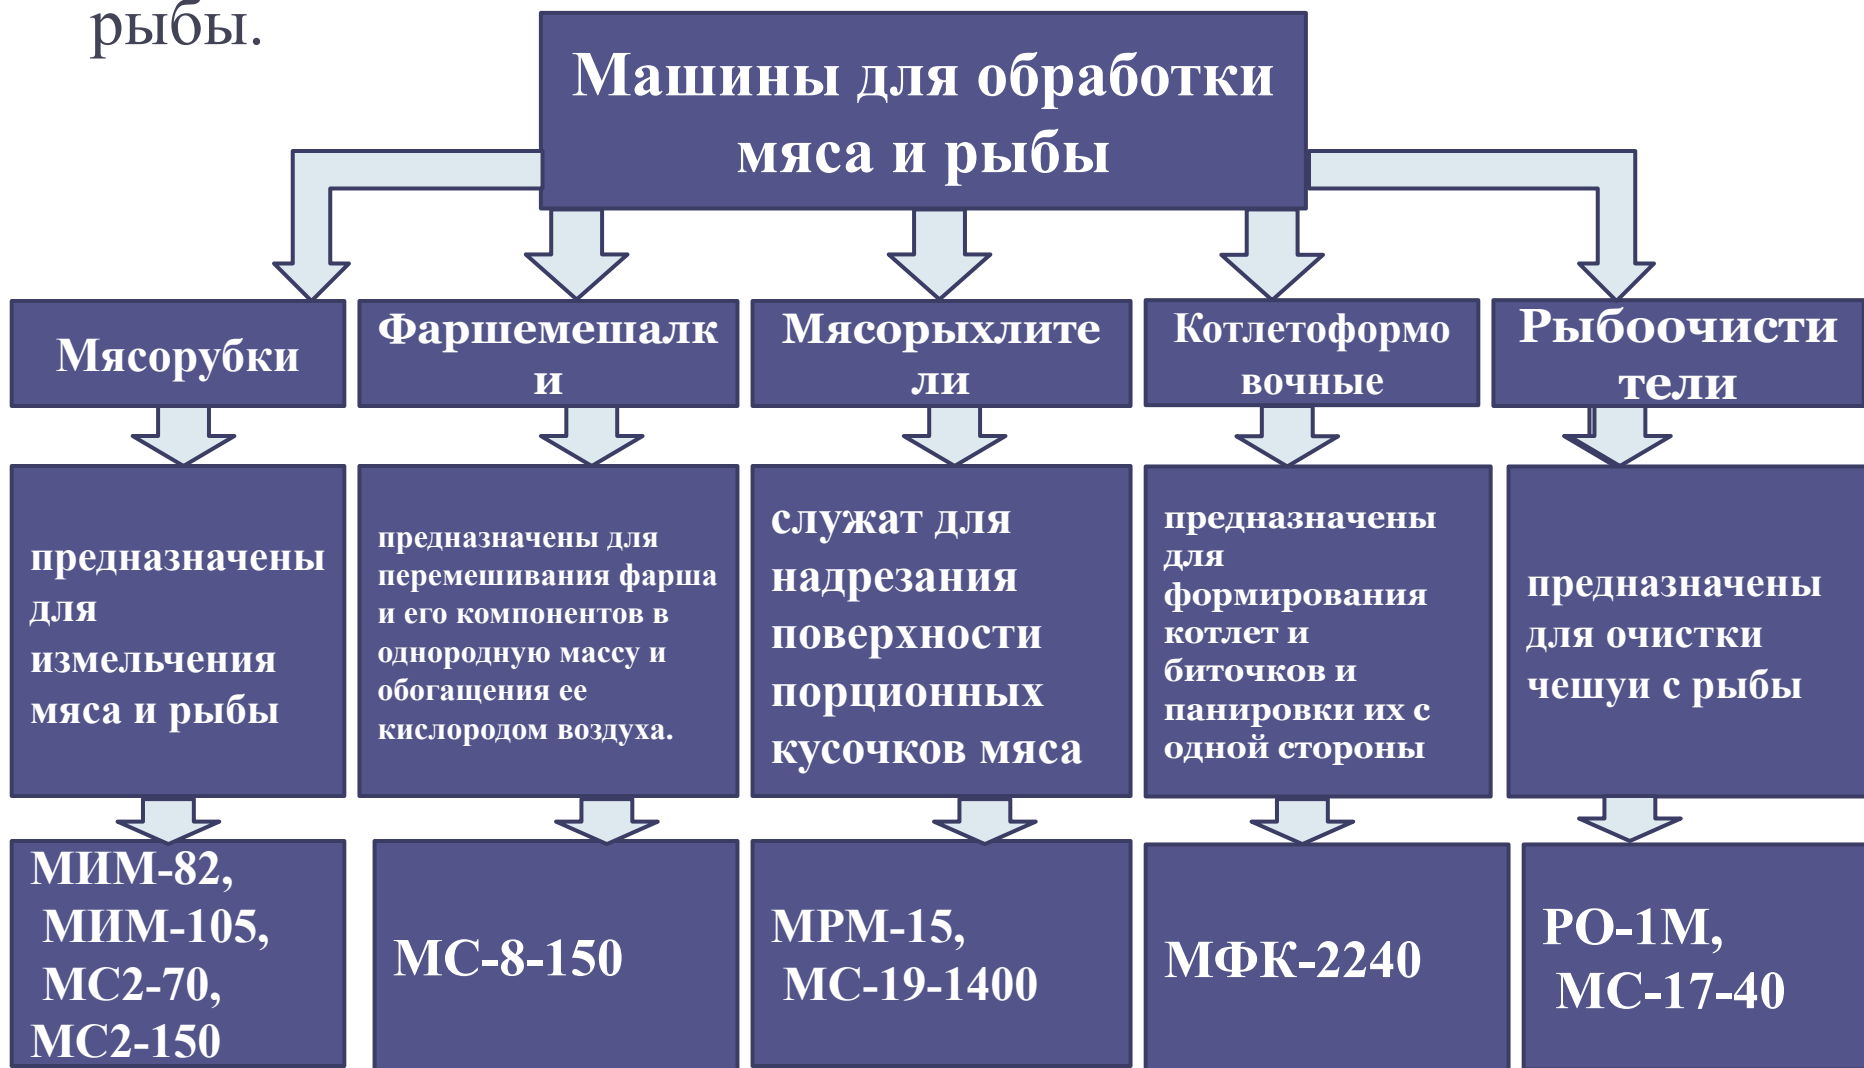 рыбы.
Машины для обработки
мяса и рыбы
Мясорубки
Фаршемешалк
и
Мясорыхлите
ли
Котлетоформо
вочные
Рыбоочисти
тели
предназначены
для
измельчения
мяса и рыбы
предназначены для
перемешивания фарша
и его компонентов в
однородную массу и
обогащения ее
кислородом воздуха.
служат для
надрезания
поверхности
порционных
кусочков мяса
предназначены
для
формирования
котлет и
биточков и
панировки их с
одной стороны
предназначены
для очистки
чешуи с рыбы
МИМ-82,
МИМ-105,
МС2-70,
МС2-150
МС-8-150
МРМ-15,
МС-19-1400
МФК-2240
РО-1М,
МС-17-40